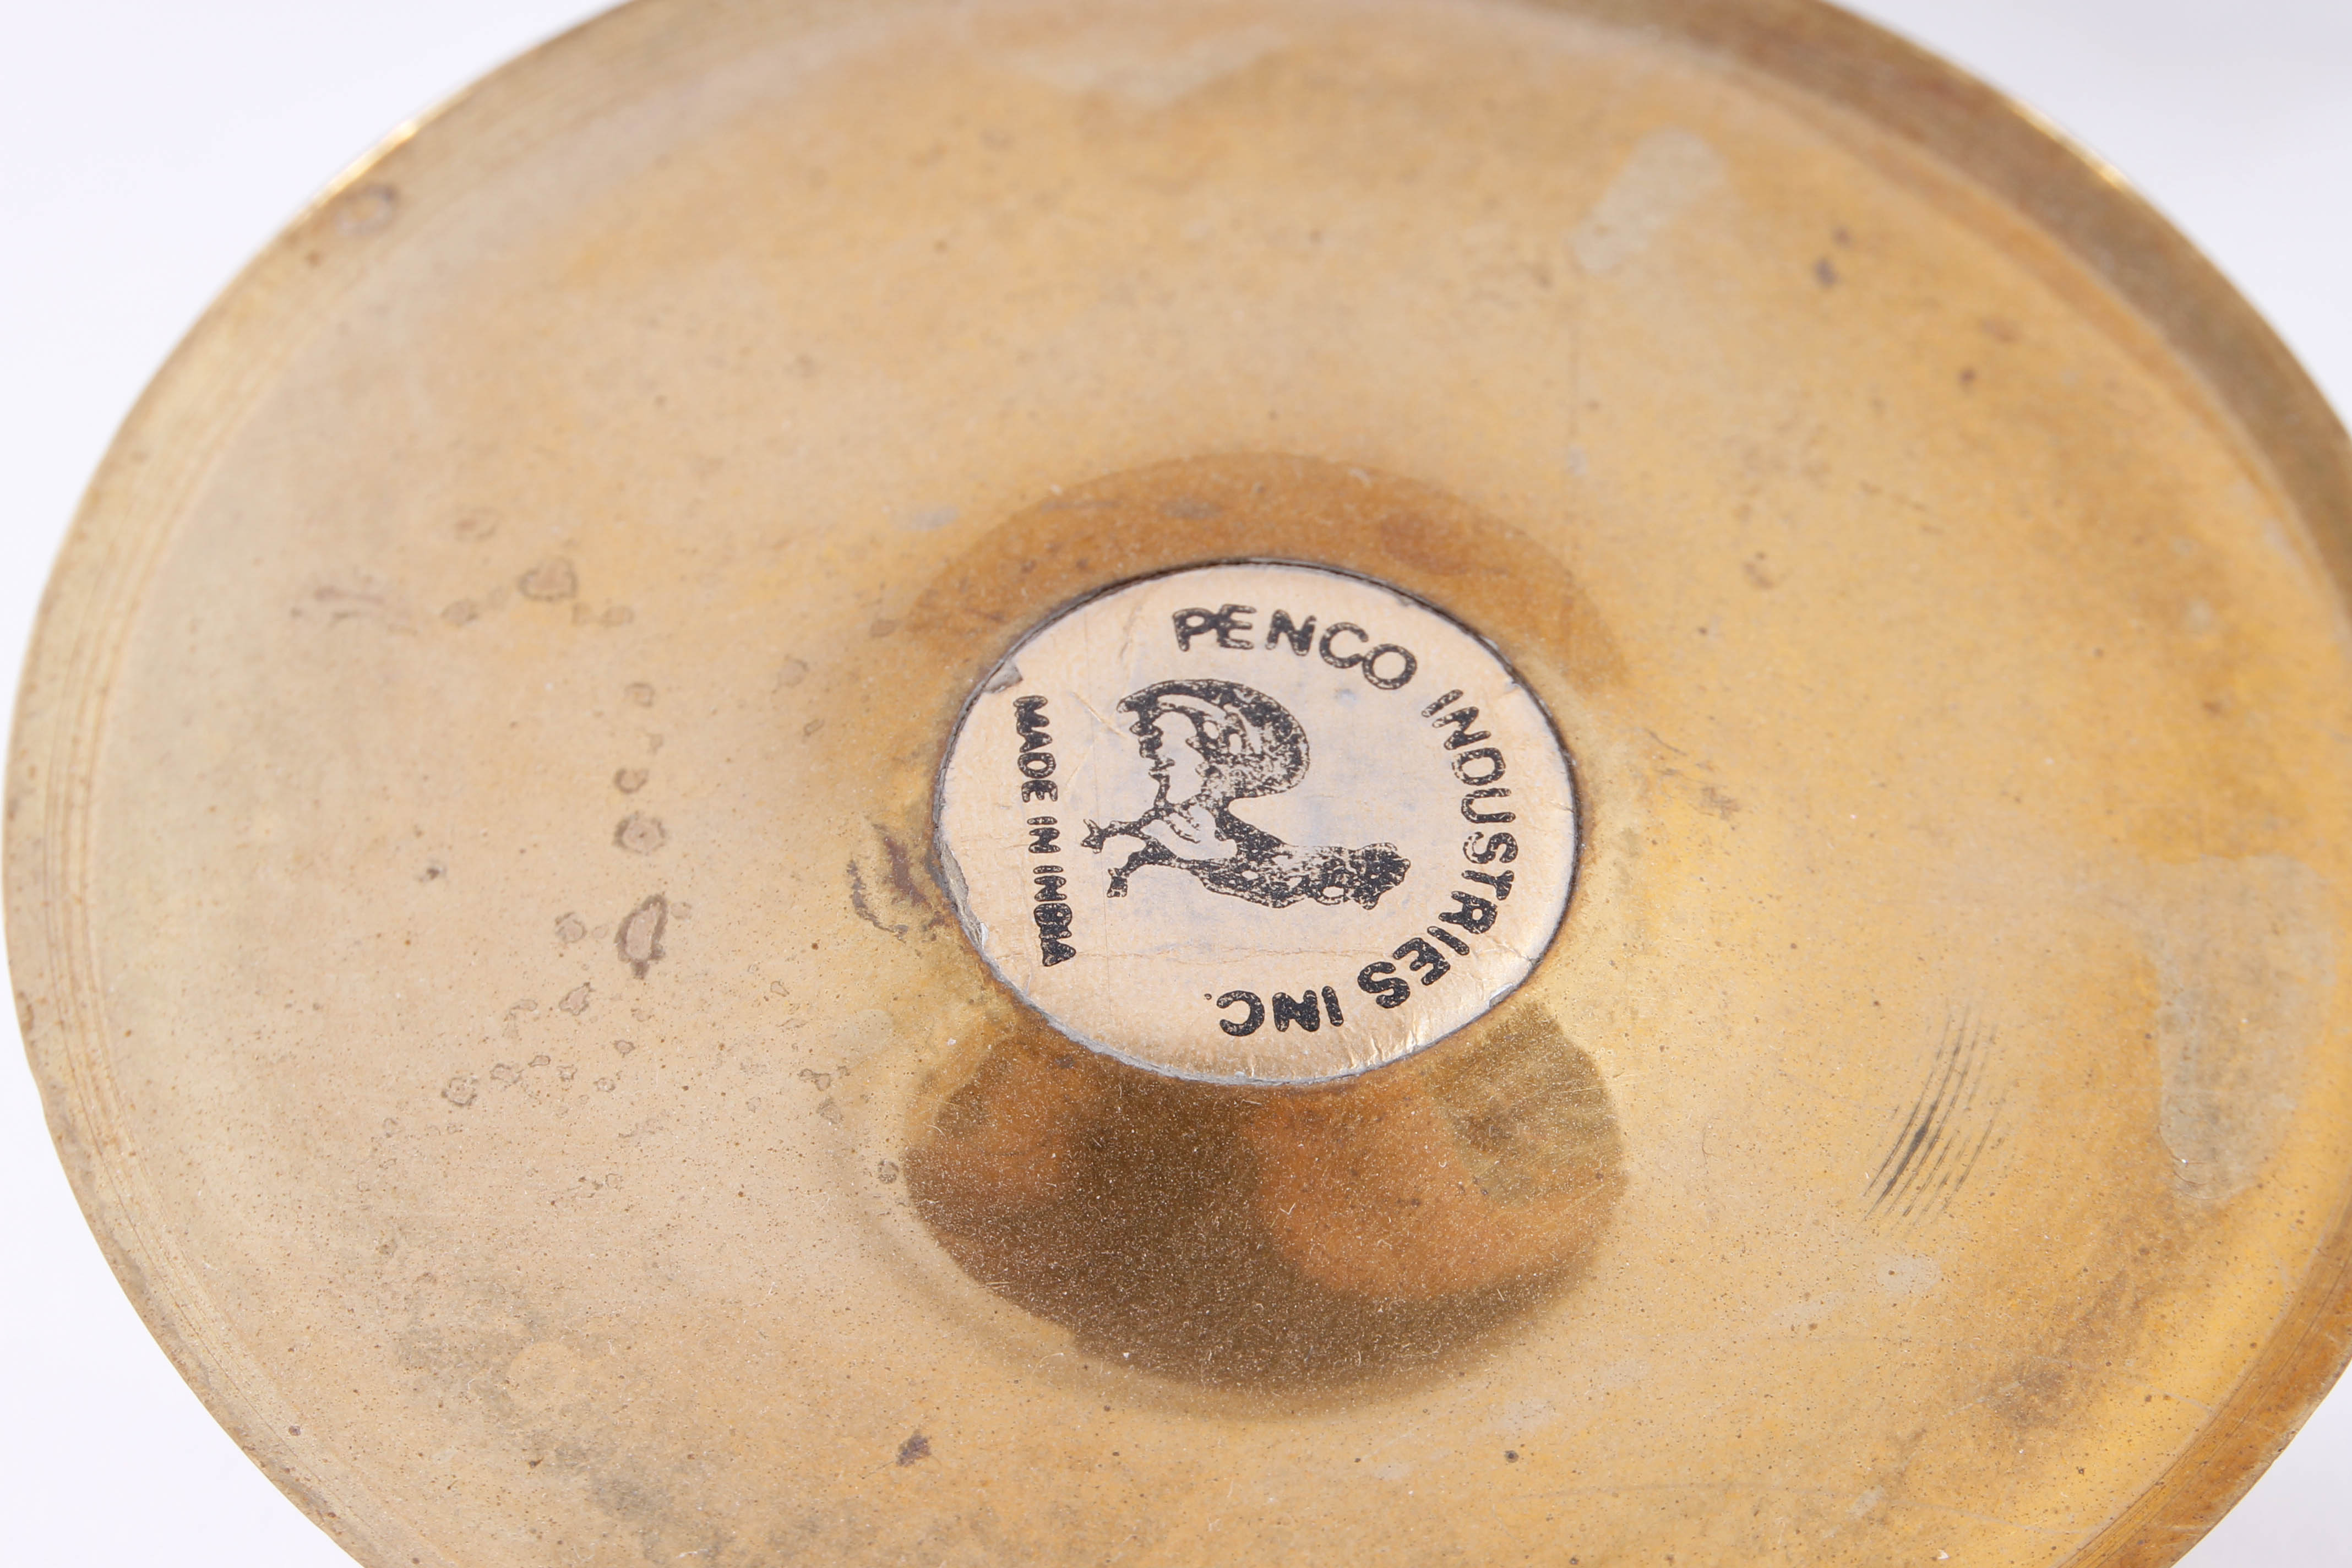 PENCO INDUSTRIES INC.
MADE IN INDIA